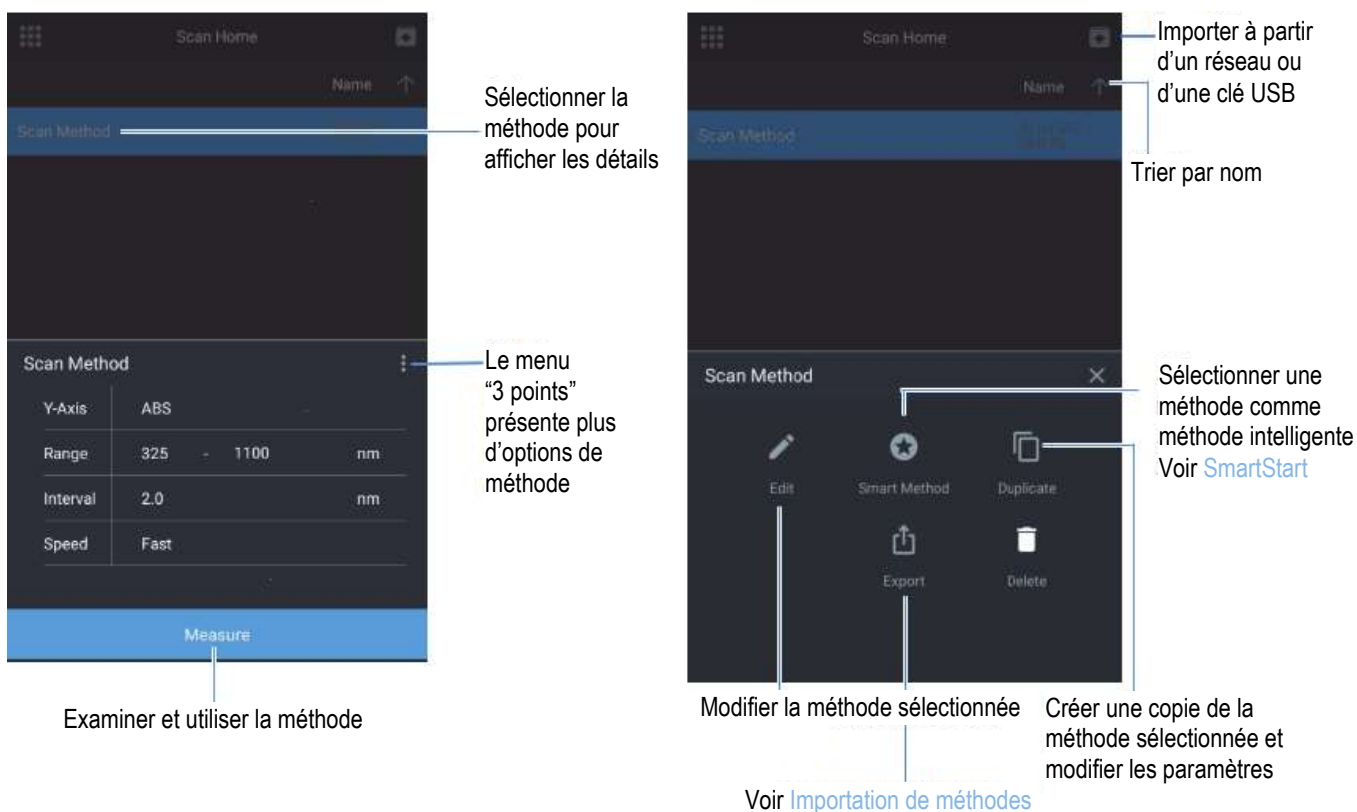 Scan Home
Name
Scan Method
Sélectionner la
méthode pour
afficher les détails
Scan Method
Y-Axis ABS
Range 325 - 1100 nm
Interval 2.0 nm
Speed Fast
Measure
Le menu
“3 points”
présente plus
d’options de
méthode
Examiner et utiliser la méthode
Scan Home
Name
Scan Method
Importer à partir
d’un réseau ou
d’une clé USB
Trier par nom
Scan Method
Edit Smart Method Duplicate
Export Delete
Sélectionner une
méthode comme
méthode intelligente
Voir SmartStart
Modifier la méthode sélectionnée
Créer une copie de la
méthode sélectionnée et
modifier les paramètres
Voir Importation de méthodes